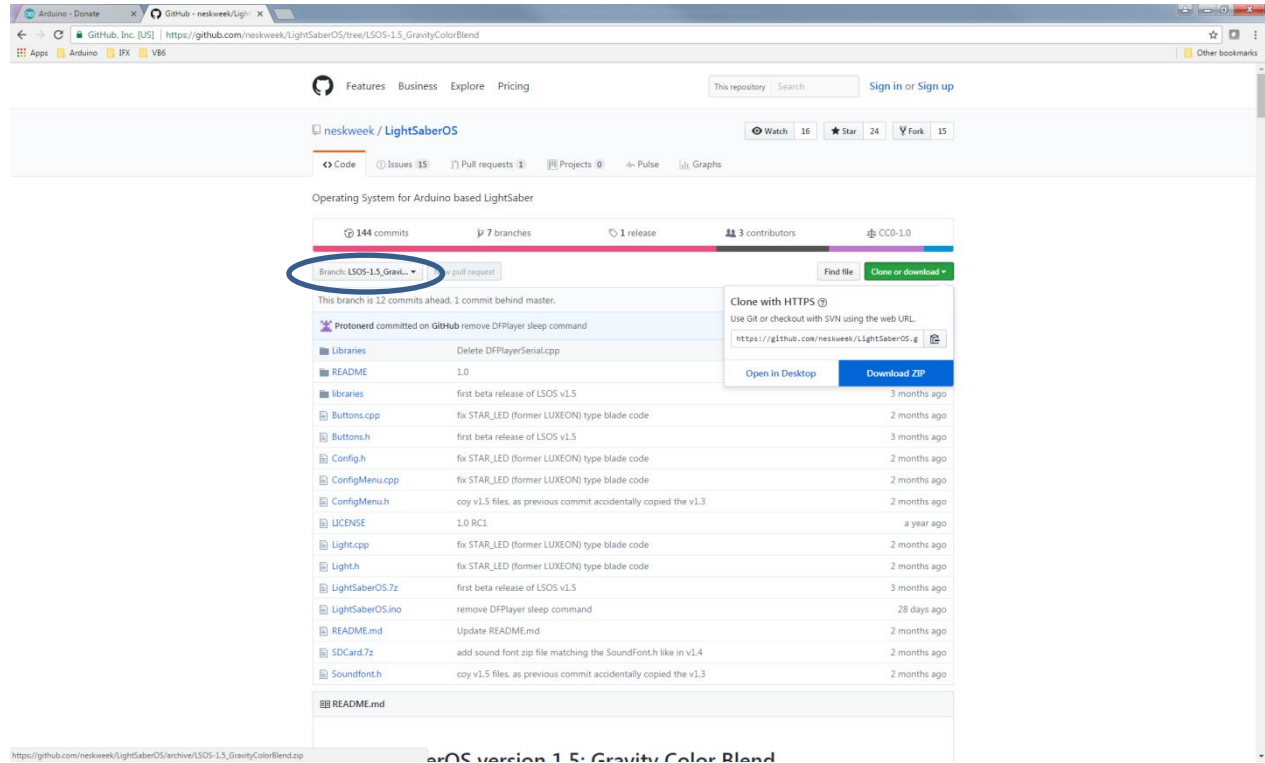 Arduino - Donate
GitHub - neskweek/Ligh
GitHub, Inc. [US] | https://github.com/neskweek/LightSaberOS/tree/LSOS-1.5_GravityColorBlend
Apps Arduino IFX VB6 Other bookmarks
Features Business Explore Pricing This repository Search Sign in or Sign up
neskweek / LightSaberOS Watch 16 Star 24 Fork 15
Code Issues 15 Pull requests 1 Projects 0 Pulse Graphs
Operating System for Arduino based LightSaber
144 commits 7 branches 1 release 3 contributors CC0-1.0
Branch: LSOS-1.5_Gravi... pull request Find file Clone or download
This branch is 12 commits ahead, 1 commit behind master.
Clone with HTTPS
Use Git or checkout with SVN using the web URL.
https://github.com/neskweek/LightSaberOS.g
Open in Desktop Download ZIP
Protonerd committed on GitHub remove DFPlayer sleep command
Libraries Delete DFPlayerSerial.cpp
README 1.0
libraries first beta release of LSOS v1.5 3 months ago
Buttons.cpp fix STAR_LED (former LUXEON) type blade code 2 months ago
Buttons.h first beta release of LSOS v1.5 3 months ago
Config.h fix STAR_LED (former LUXEON) type blade code 2 months ago
ConfigMenu.cpp fix STAR_LED (former LUXEON) type blade code 2 months ago
ConfigMenu.h coy v1.5 files, as previous commit accidentally copied the v1.3 2 months ago
LICENSE 1.0 RC1 a year ago
Light.cpp fix STAR_LED (former LUXEON) type blade code 2 months ago
Light.h fix STAR_LED (former LUXEON) type blade code 2 months ago
LightSaberOS.7z first beta release of LSOS v1.5 3 months ago
LightSaberOS.ino remove DFPlayer sleep command 28 days ago
README.md Update README.md 2 months ago
SDCard.7z add sound font zip file matching the SoundFont.h like in v1.4 2 months ago
Soundfont.h coy v1.5 files, as previous commit accidentally copied the v1.3 2 months ago
README.md
erOS version 1.5: Gravity Color Blend
https://github.com/neskweek/LightSaberOS/archive/LSOS-1.5_GravityColorBlend.zip